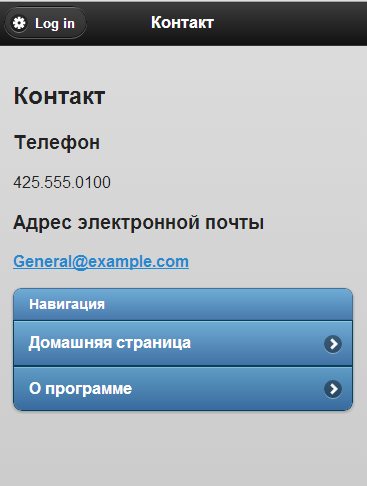 Log in
Контакт
Контакт
Телефон
425.555.0100
Адрес электронной почты
General@example.com
Навигация
Домашняя страница
О программе